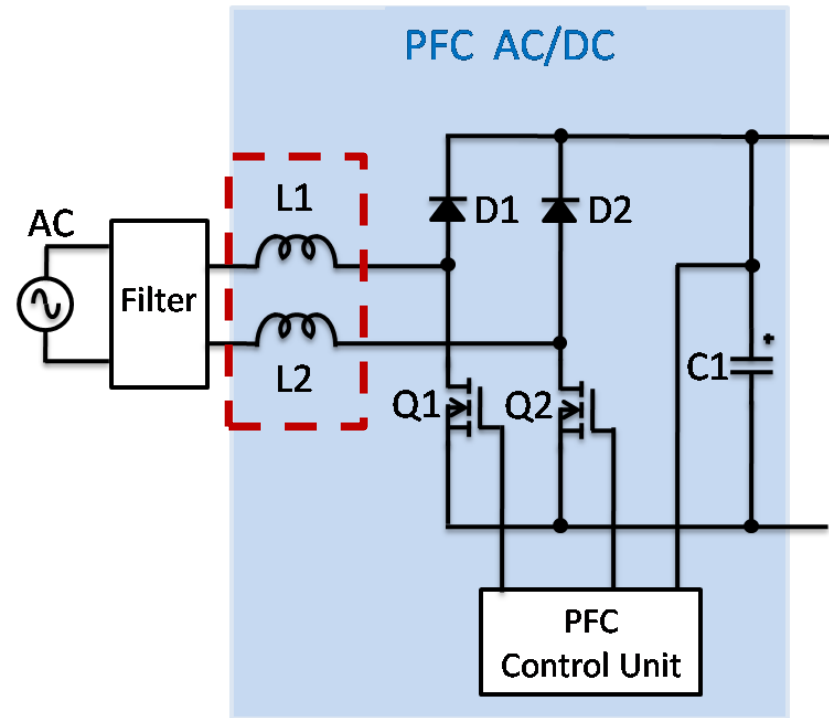 PFC AC/DC
L1
D1
D2
AC
Filter
L2
C1
Q1
Q2
+
PFC
Control Unit